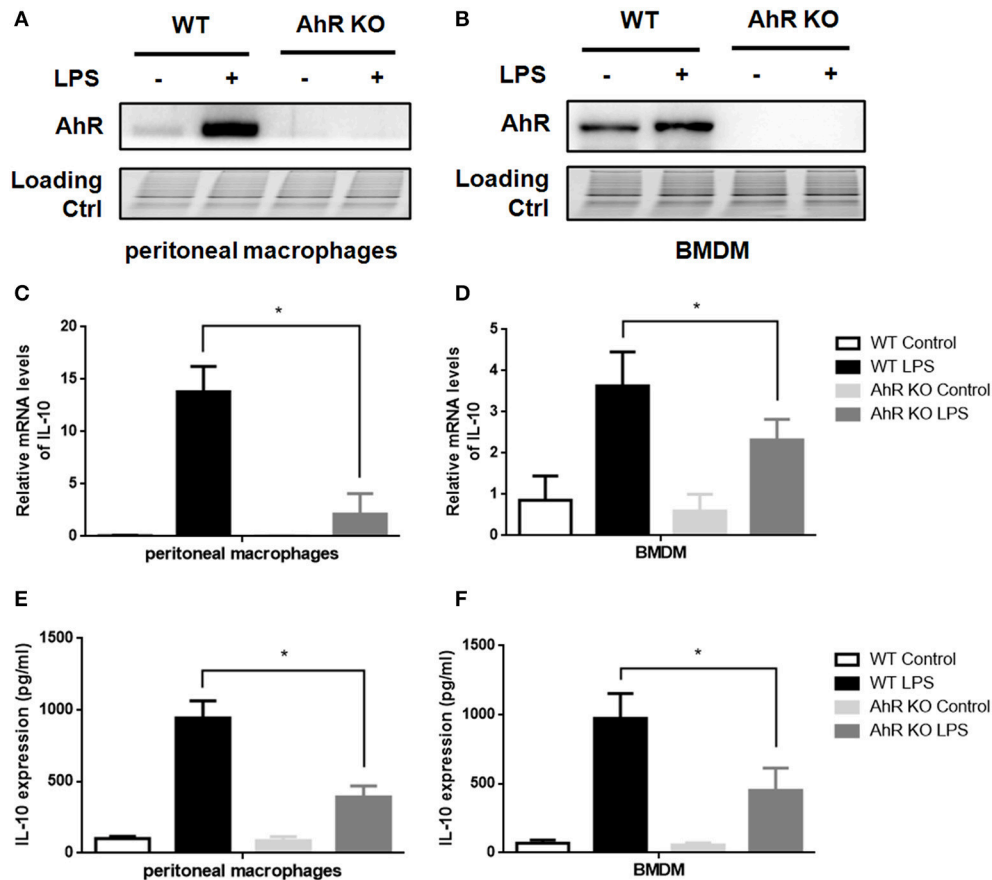 A
WT
AhR KO
LPS
-
+
-
+
AhR
Loading
Ctrl
peritoneal macrophages
B
WT
AhR KO
LPS
-
+
-
+
AhR
Loading
Ctrl
BMDM
C
Relative mRNA levels
of IL-10
20
15
10
5
0
*
peritoneal macrophages
D
Relative mRNA levels
of IL-10
5
4
3
2
1
0
*
BMDM
WT Control
WT LPS
AhR KO Control
AhR KO LPS
E
IL-10 expression (pg/ml)
1500
1000
500
0
*
peritoneal macrophages
F
IL-10 expression (pg/ml)
1500
1000
500
0
*
BMDM
WT Control
WT LPS
AhR KO Control
AhR KO LPS